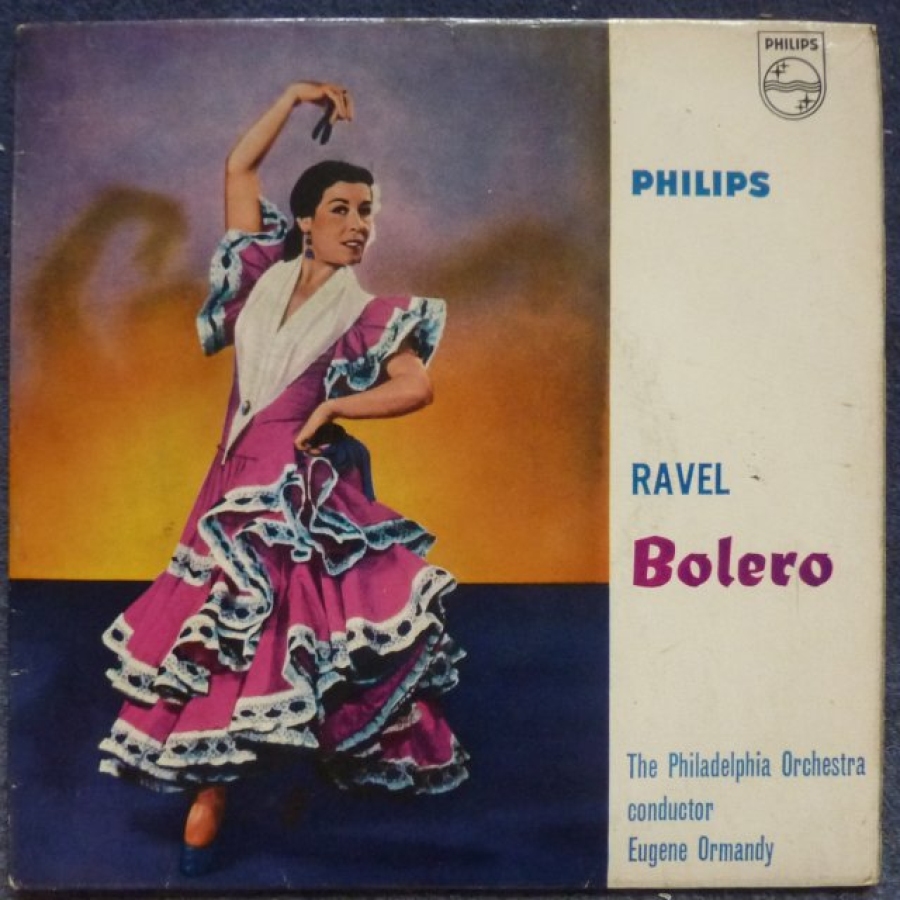 PHILIPS
PHILIPS
RAVEL
Bolero
The Philadelphia Orchestra
conductor
Eugene Ormandy